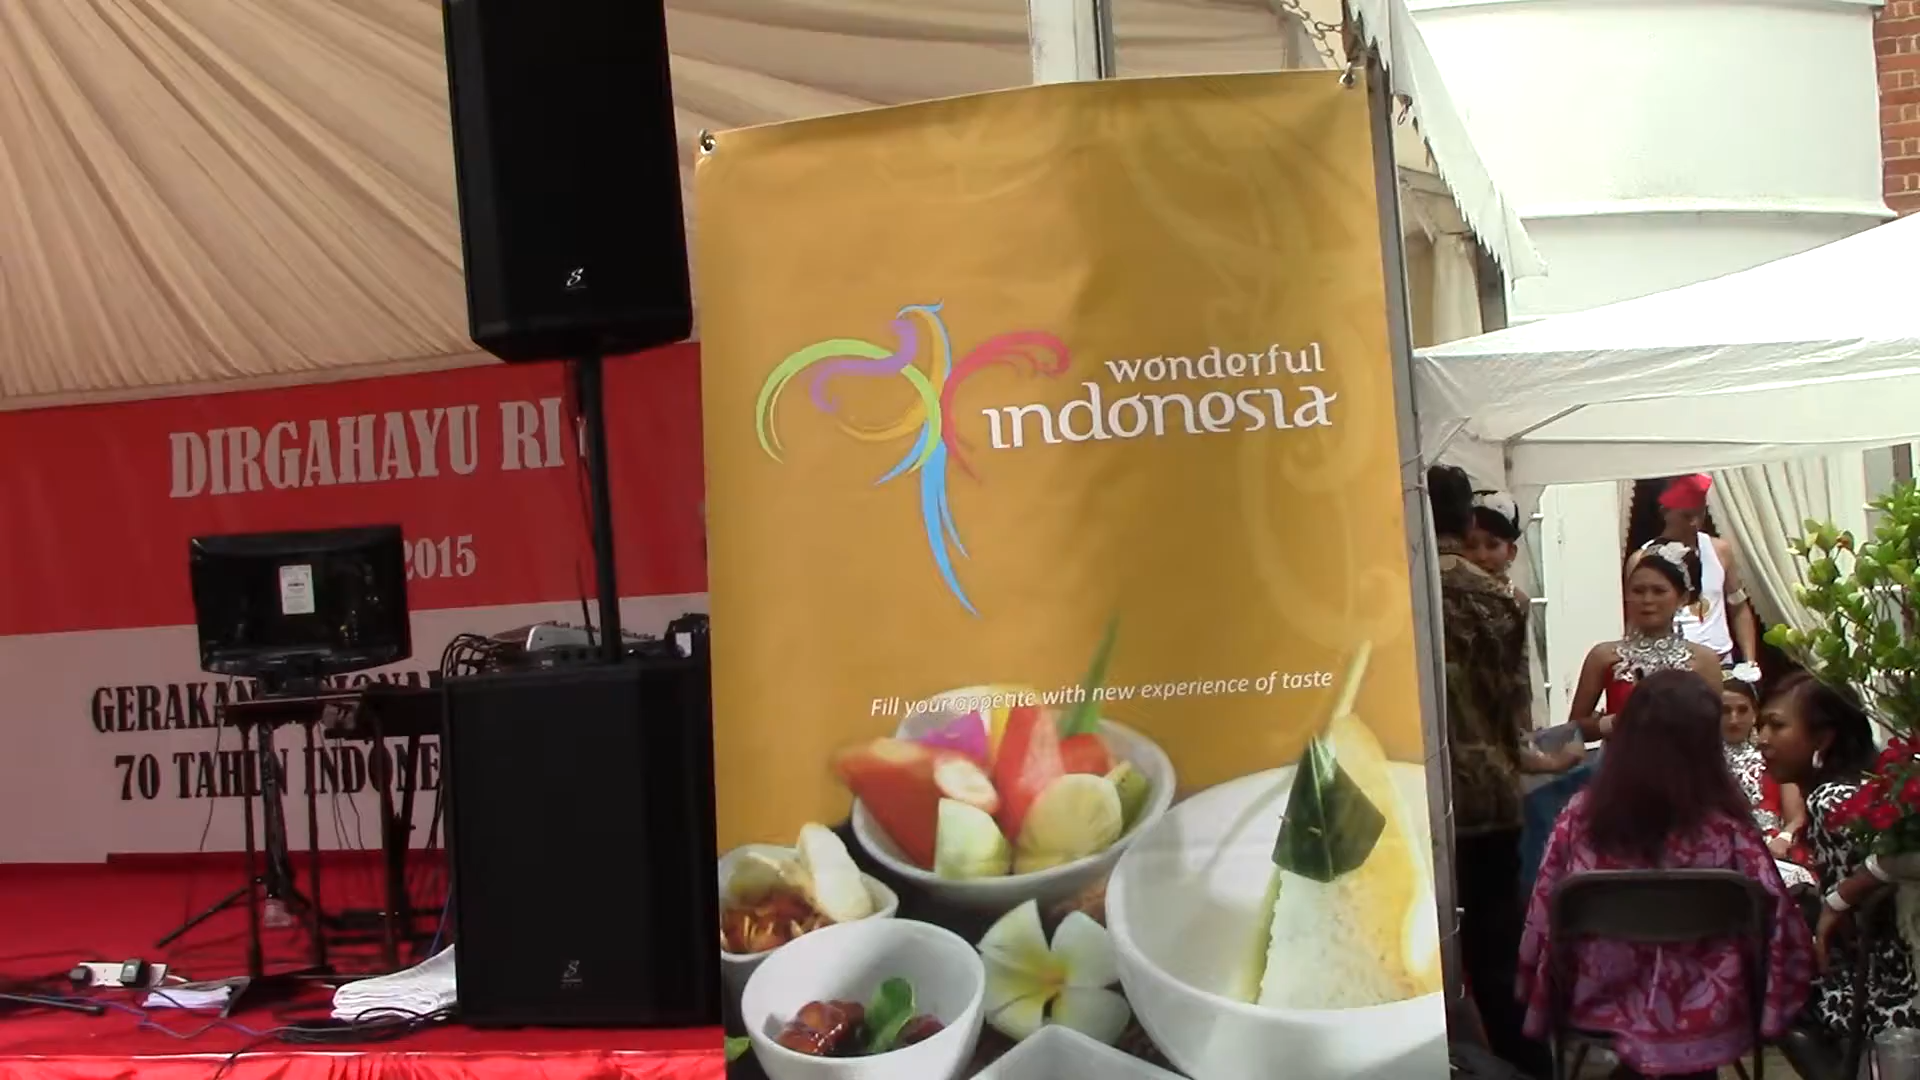 DIRGAHAYU RI
2015
GERAKAN
70 TAHUN INDONE
wonderful
indonesia
Fill your appetite with new experience of taste